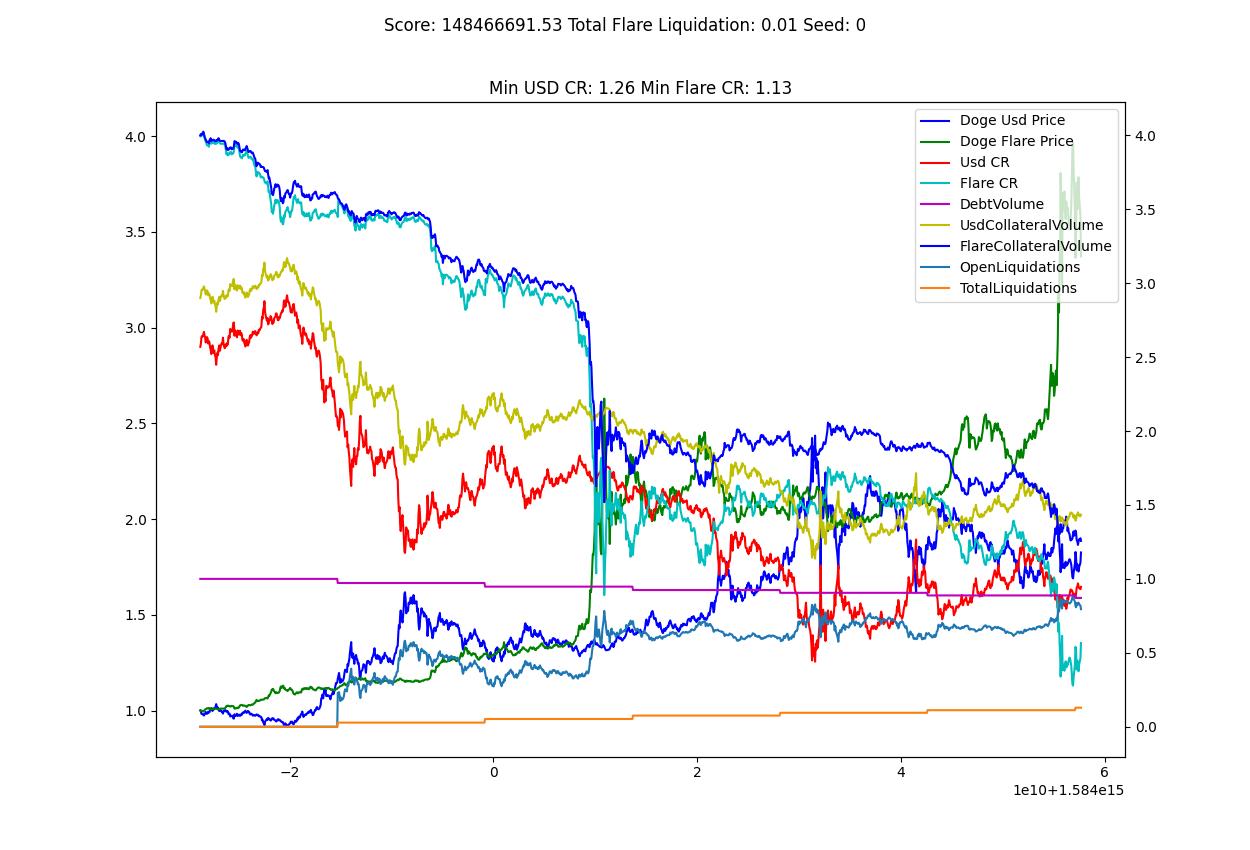 Score: 148466691.53 Total Flare Liquidation: 0.01 Seed: 0
Min USD CR: 1.26 Min Flare CR: 1.13
Doge Usd Price
Doge Flare Price
Usd CR
Flare CR
DebtVolume
UsdCollateralVolume
FlareCollateralVolume
OpenLiquidations
TotalLiquidations
4.0
3.5
3.0
2.5
2.0
1.5
1.0
4.0
3.5
3.0
2.5
2.0
1.5
1.0
0.5
0.0
−2 0 2 4 6
1e10+1.584e15